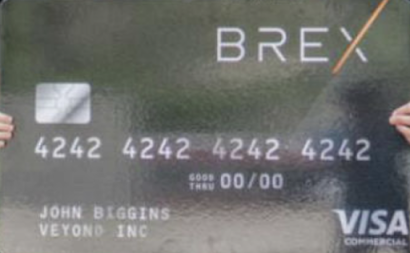 BREX
4242 4242 4242 4242
GOOD THRU 00/00
JOHN BIGGINS
VEYOND INC
VISA
COMMERCIAL